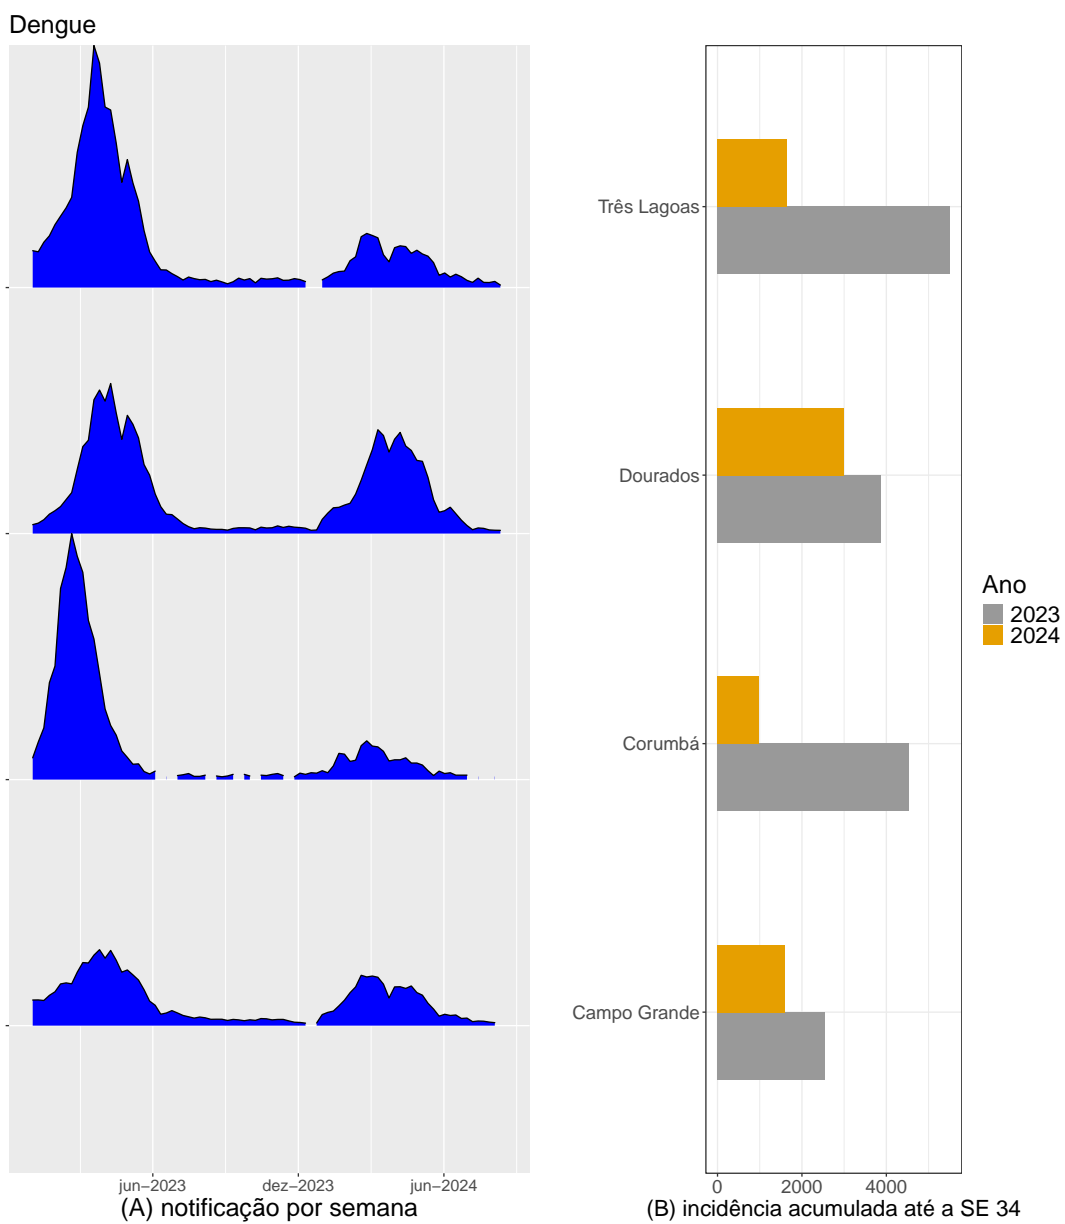 Dengue
Três Lagoas
Dourados
Corumbá
Campo Grande
Ano
2023
2024
jun–2023
dez–2023
jun–2024
(A) notificação por semana
0
2000
4000
(B) incidência acumulada até a SE 34